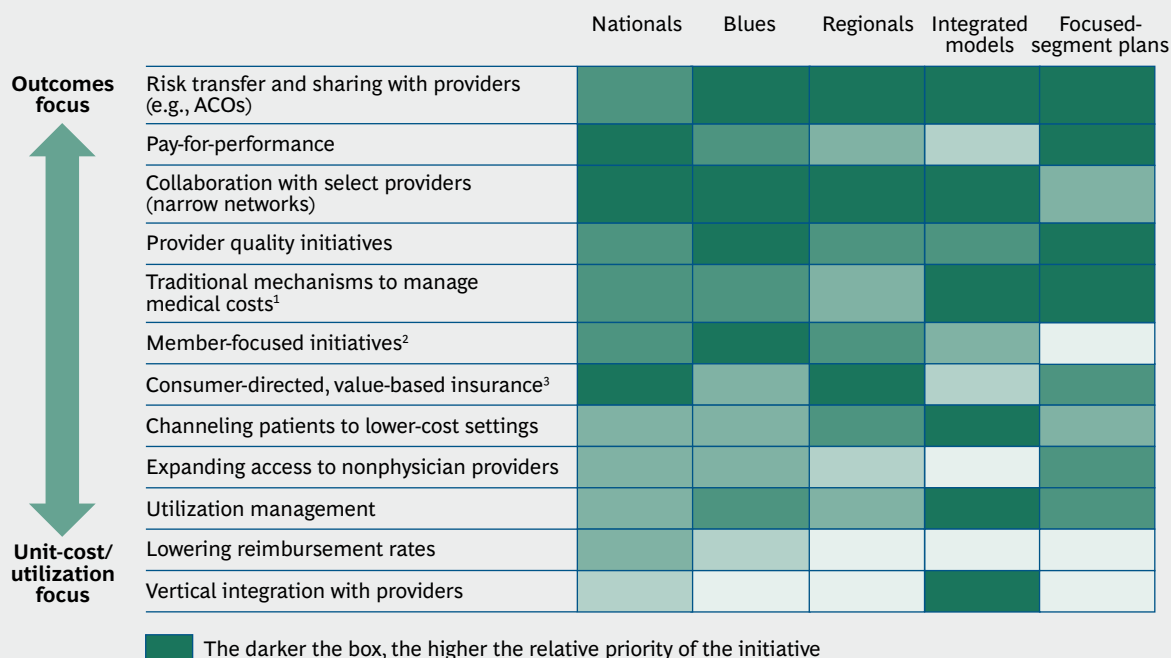 Nationals
Blues
Regionals
Integrated
models
Focused-
segment plans
Outcomes
focus
Risk transfer and sharing with providers
(e.g., ACOs)
Pay-for-performance
Collaboration with select providers
(narrow networks)
Provider quality initiatives
Traditional mechanisms to manage
medical costs¹
Member-focused initiatives²
Consumer-directed, value-based insurance³
Channeling patients to lower-cost settings
Expanding access to nonphysician providers
Utilization management
Unit-cost/
utilization
focus
Lowering reimbursement rates
Vertical integration with providers
The darker the box, the higher the relative priority of the initiative